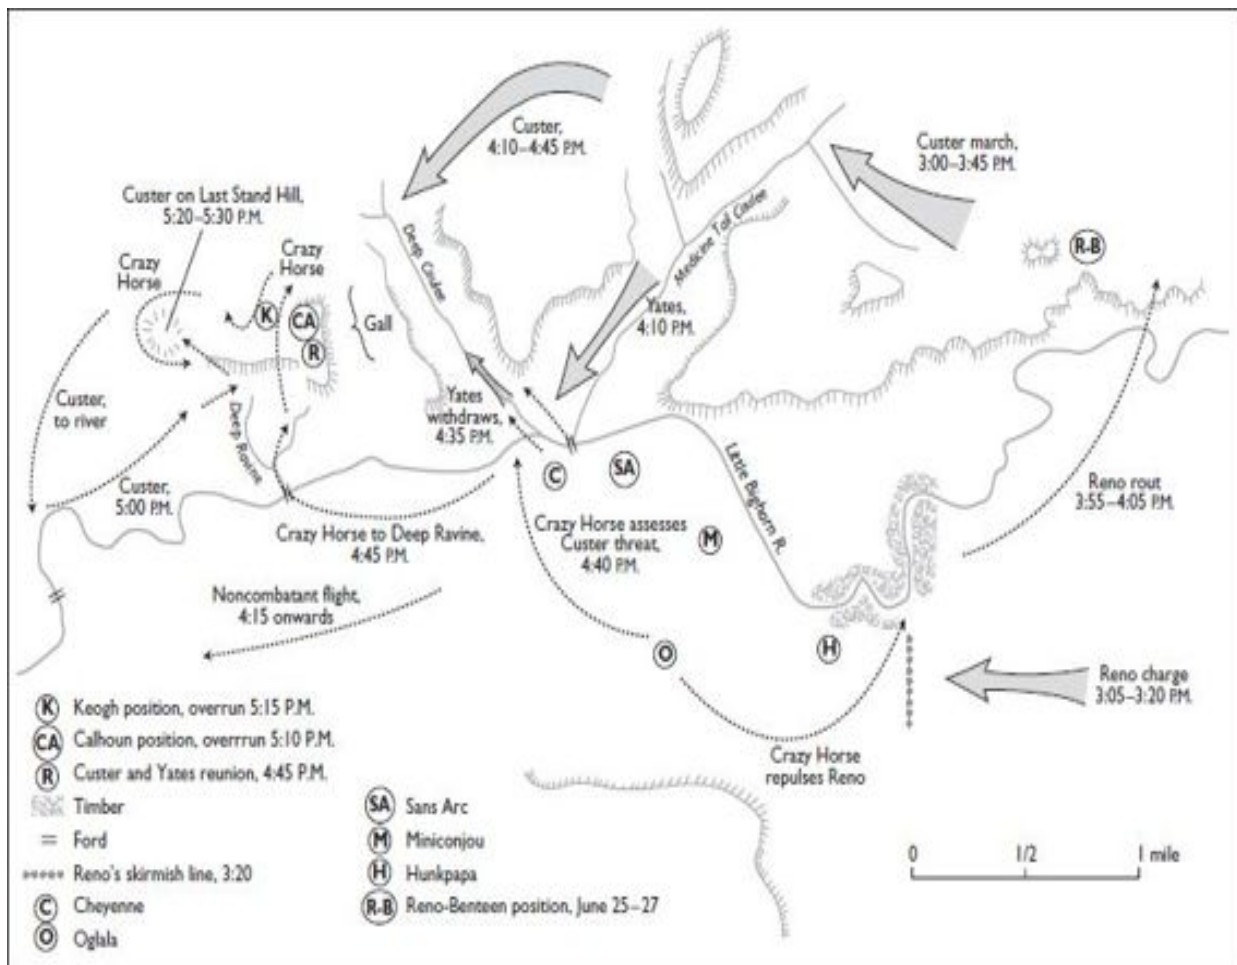 Custer,
4:10–4:45 P.M.
Custer march,
3:00–3:45 P.M.
Custer on Last Stand Hill,
5:20–5:30 P.M.
Crazy
Horse
Crazy
Horse
Deep Coulee
Medicine Tail Coulee
R-B
K
CA
R
Gall
Yates,
4:10 P.M.
Custer,
to river
Deep Ravine
Yates
withdraws,
4:35 P.M.
Custer,
5:00 P.M.
C
SA
Little Bighorn R.
Reno rout
3:55–4:05 P.M.
Crazy Horse to Deep Ravine,
4:45 P.M.
Crazy Horse assesses
Custer threat,
4:40 P.M.
M
Noncombatant flight,
4:15 onwards
O
H
Reno charge
3:05–3:20 P.M.
Crazy Horse
repulses Reno
K Keogh position, overrun 5:15 P.M.
CA Calhoun position, overrrun 5:10 P.M.
R Custer and Yates reunion, 4:45 P.M.
Timber
Ford
Reno's skirmish line, 3:20
C Cheyenne
O Oglala
SA Sans Arc
M Miniconjou
H Hunkpapa
R-B Reno-Benteen position, June 25–27
0 1/2 1 mile